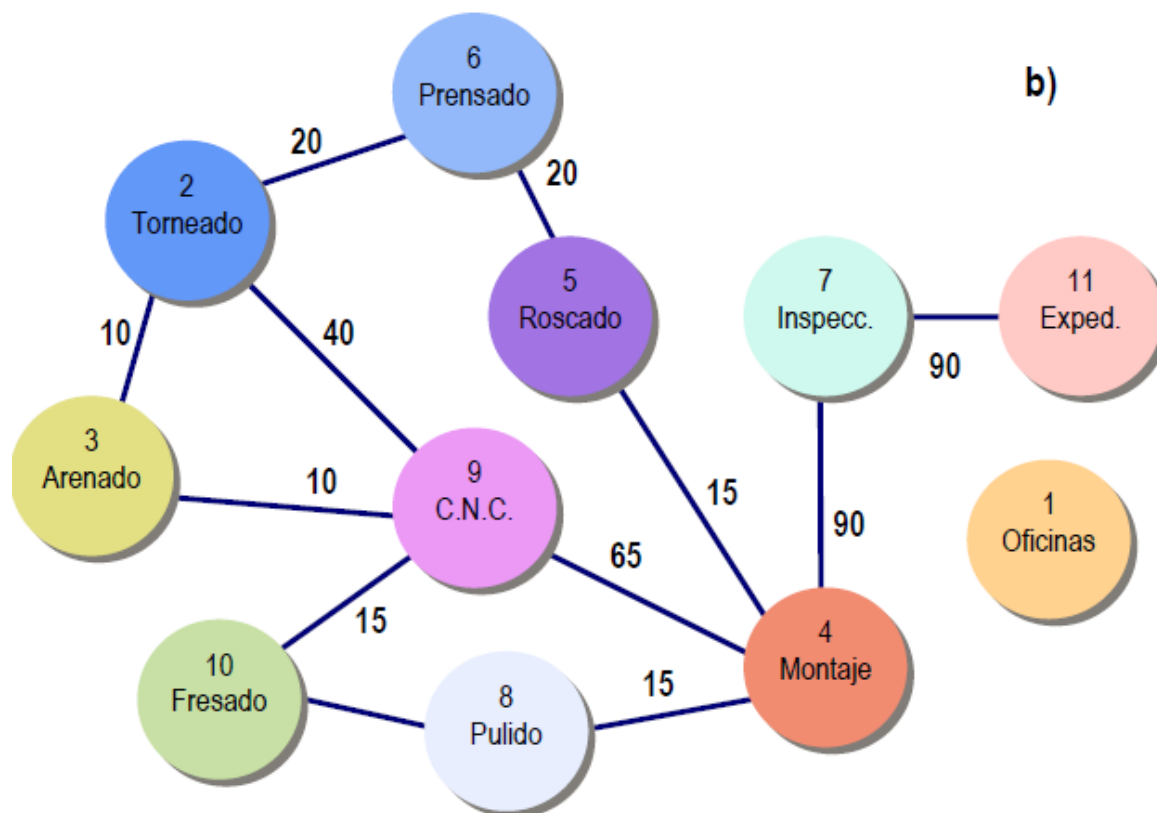 6
Prensado
b)
20
2
Torneado
20
5
Roscado
7
Inspecc.
11
Exped.
10
40
90
3
Arenado
9
C.N.C.
10
15
90
1
Oficinas
65
15
4
Montaje
10
Fresado
8
Pulido
15